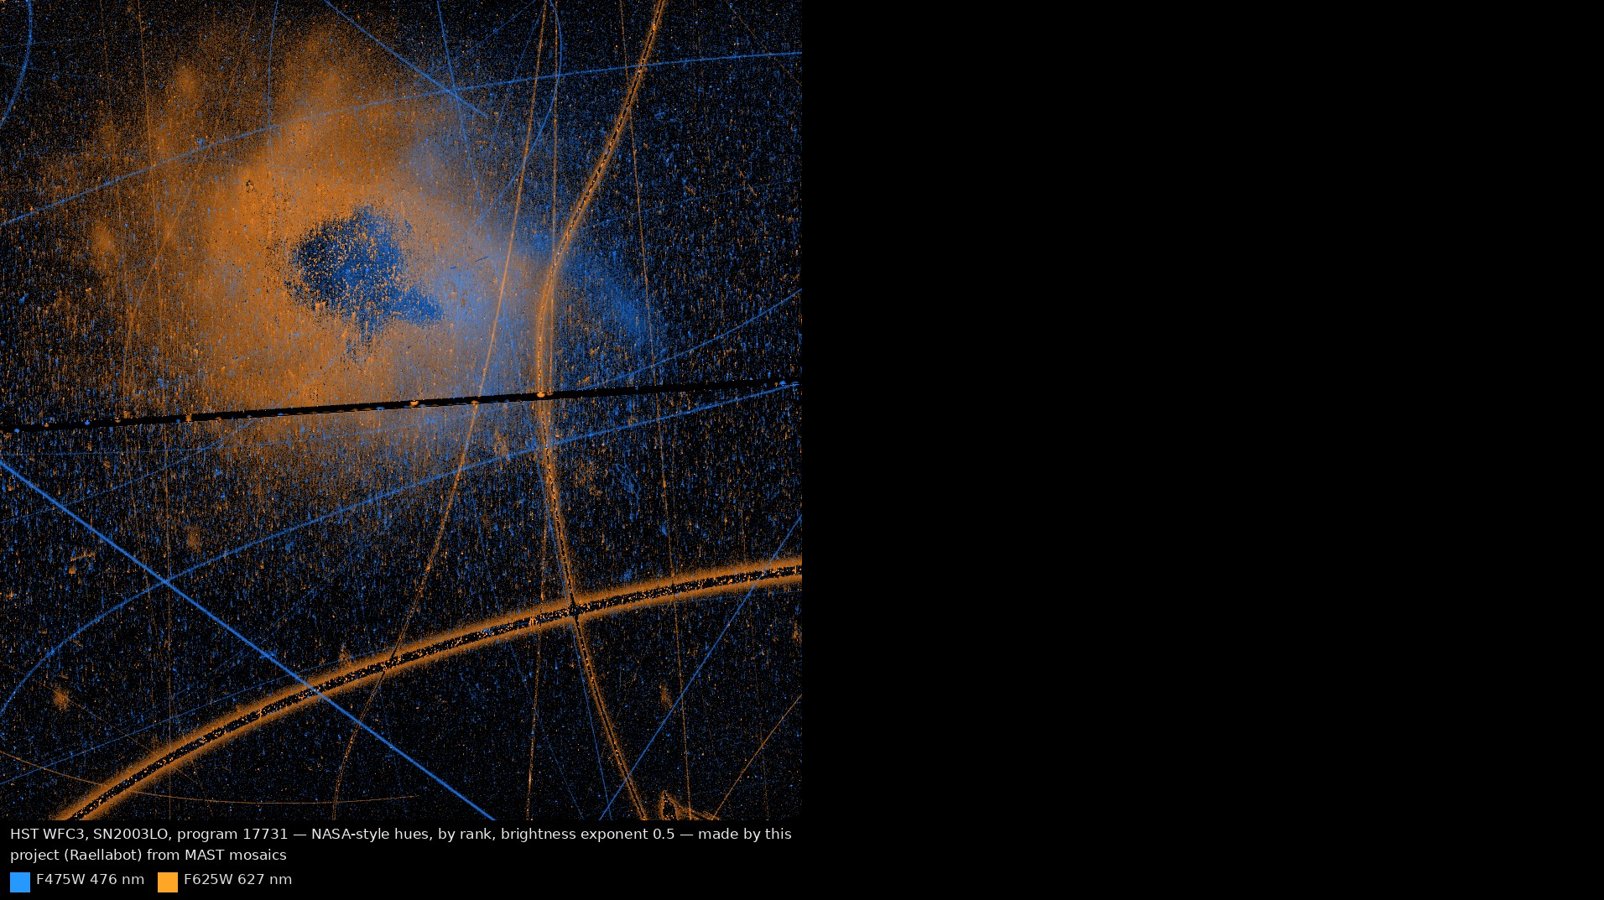 HST WFC3, SN2003LO, program 17731 — NASA-style hues, by rank, brightness exponent 0.5 — made by this
project (Raellabot) from MAST mosaics
F475W 476 nm F625W 627 nm